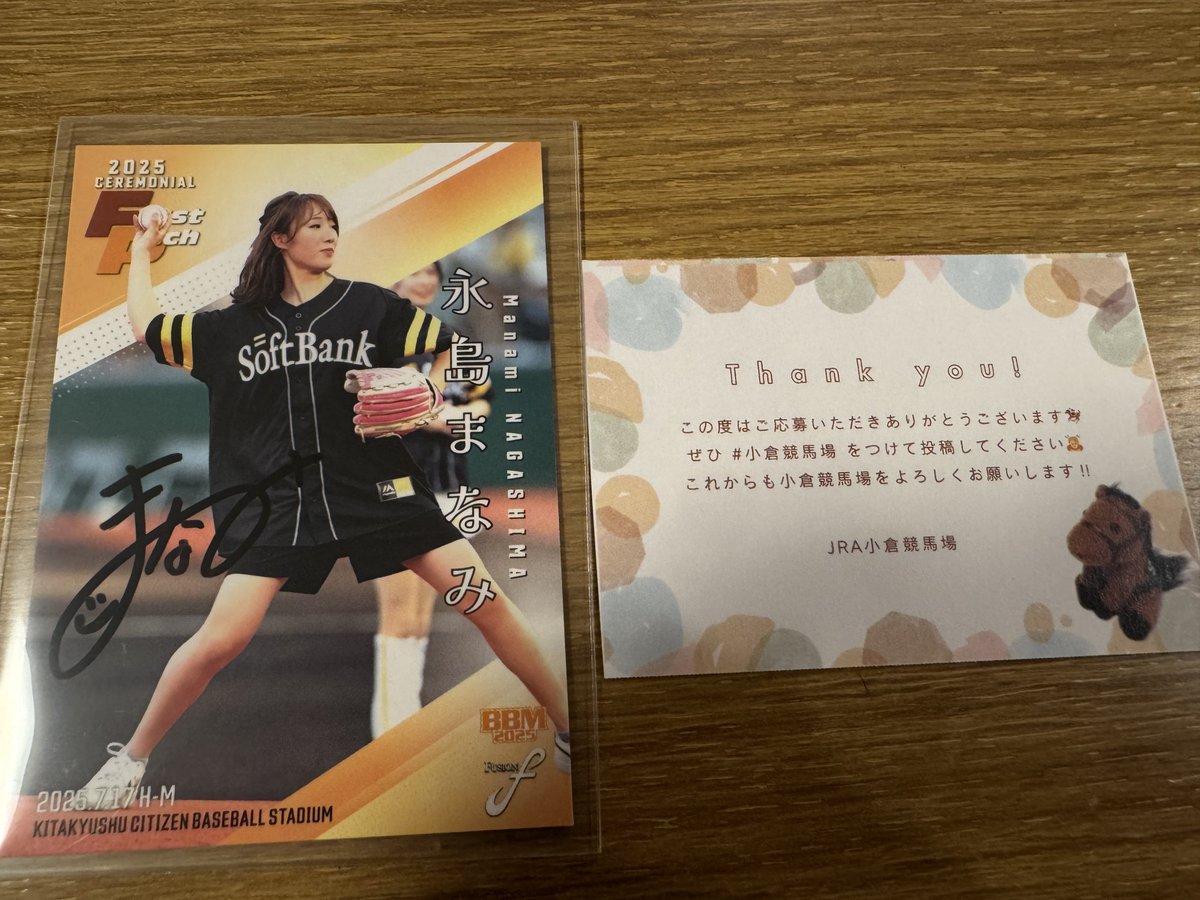 2025
CEREMONIAL
First
Pitch
SoftBank
永島まなみ
Manami NAGASHIMA
まなみ
BBM
2025
FUSION
f
2025.7.17 H-M
KITAKYUSHU CITIZEN BASEBALL STADIUM
Thank you!
この度はご応募いただきありがとうございます🏇
ぜひ #小倉競馬場 をつけて投稿してください🙇
これからも小倉競馬場をよろしくお願いします!!
JRA小倉競馬場